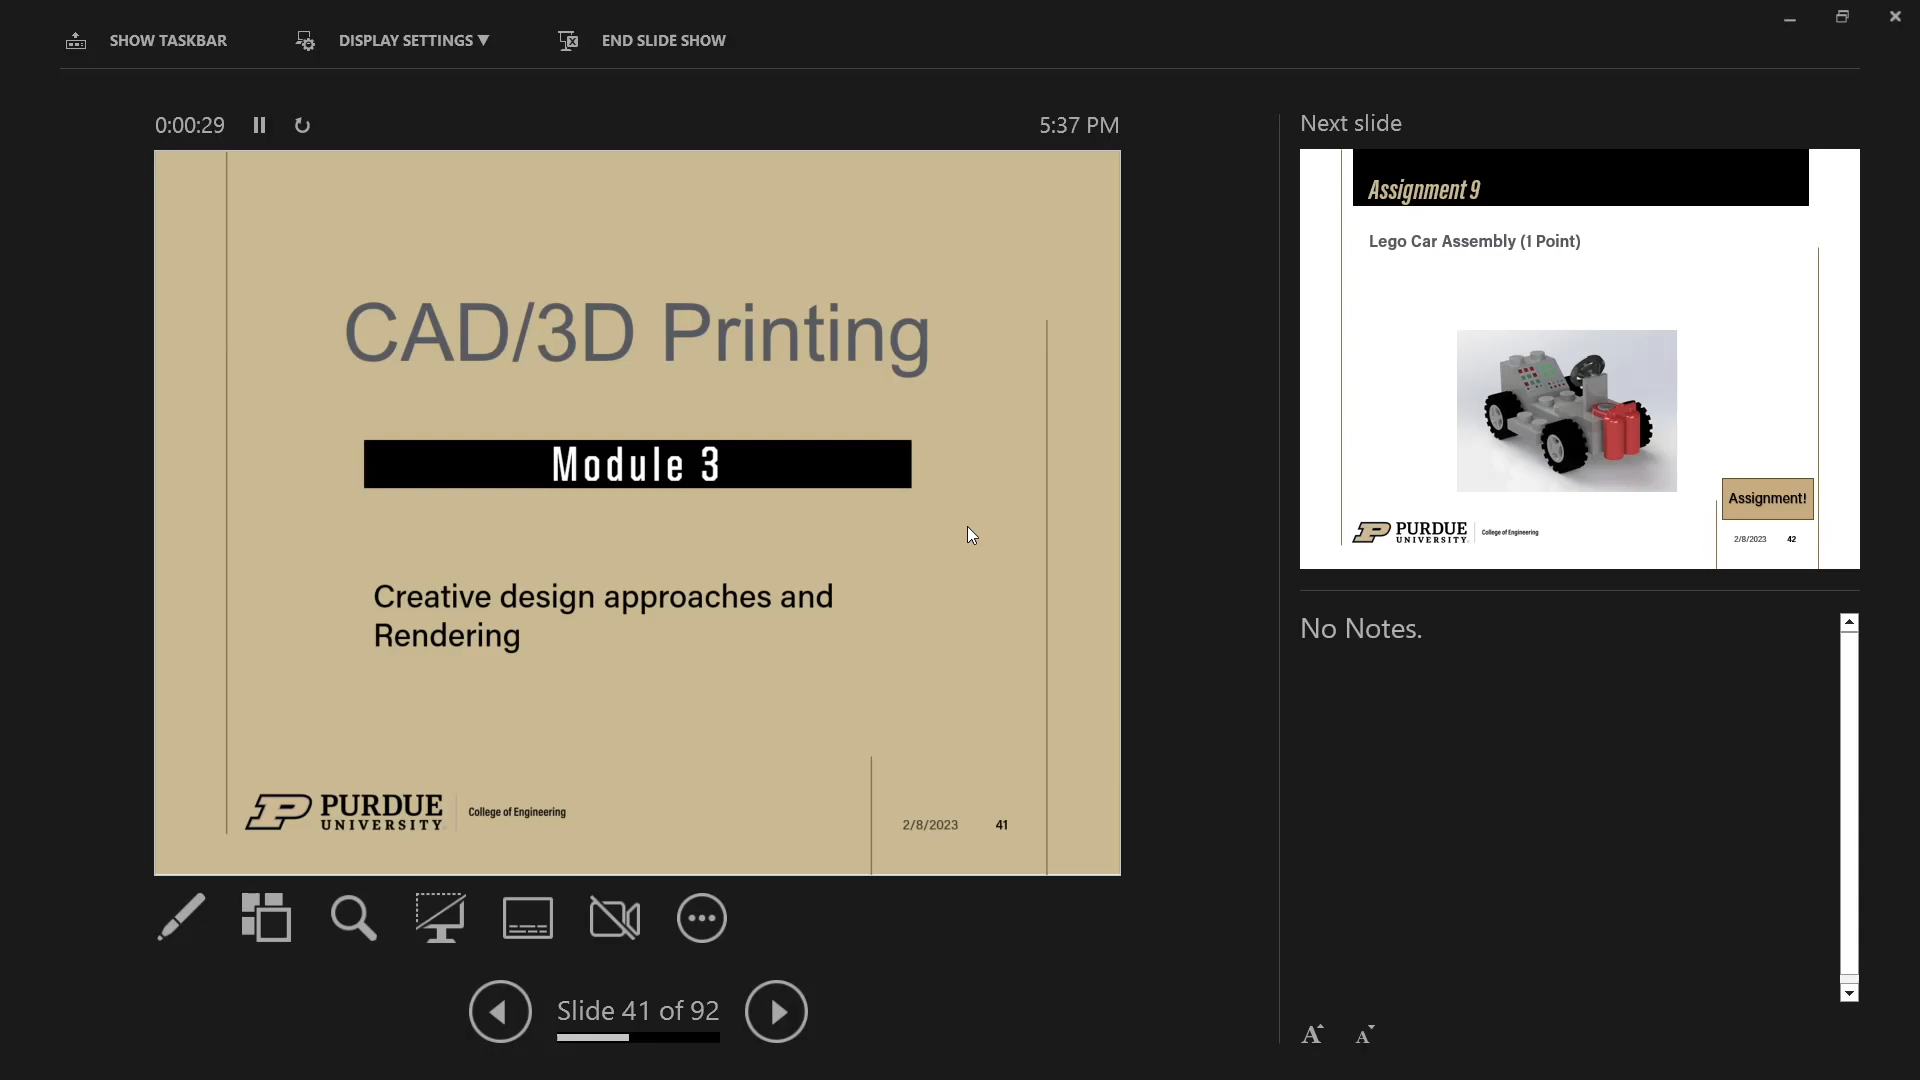 SHOW TASKBAR
DISPLAY SETTINGS ▼
END SLIDE SHOW
0:00:29
5:37 PM
CAD/3D Printing
Module 3
Creative design approaches and
Rendering
PURDUE
UNIVERSITY
College of Engineering
2/8/2023
41
Slide 41 of 92
Next slide
Assignment 9
Lego Car Assembly (1 Point)
Assignment!
PURDUE
UNIVERSITY
College of Engineering
2/8/2023
42
No Notes.
A
A